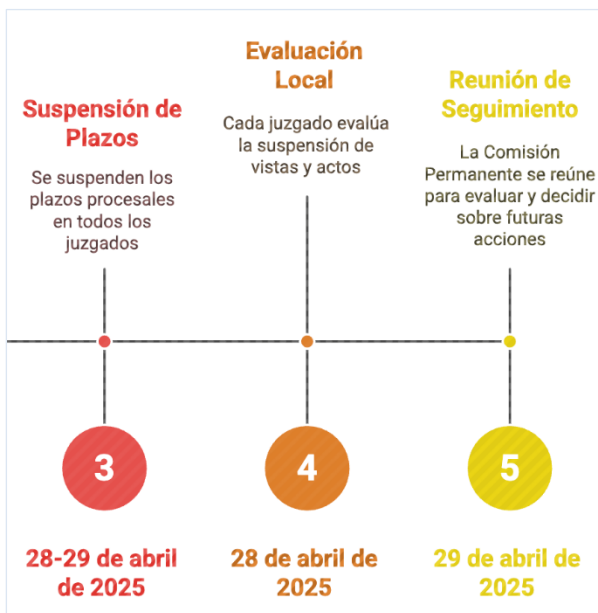 Suspensión de
Plazos
Se suspenden los
plazos procesales
en todos los
juzgados
3
28-29 de abril
de 2025
Evaluación
Local
Cada juzgado evalúa
la suspensión de
vistas y actos
4
28 de abril de
2025
Reunión de
Seguimiento
La Comisión
Permanente se reúne
para evaluar y decidir
sobre futuras
acciones
5
29 de abril de
2025